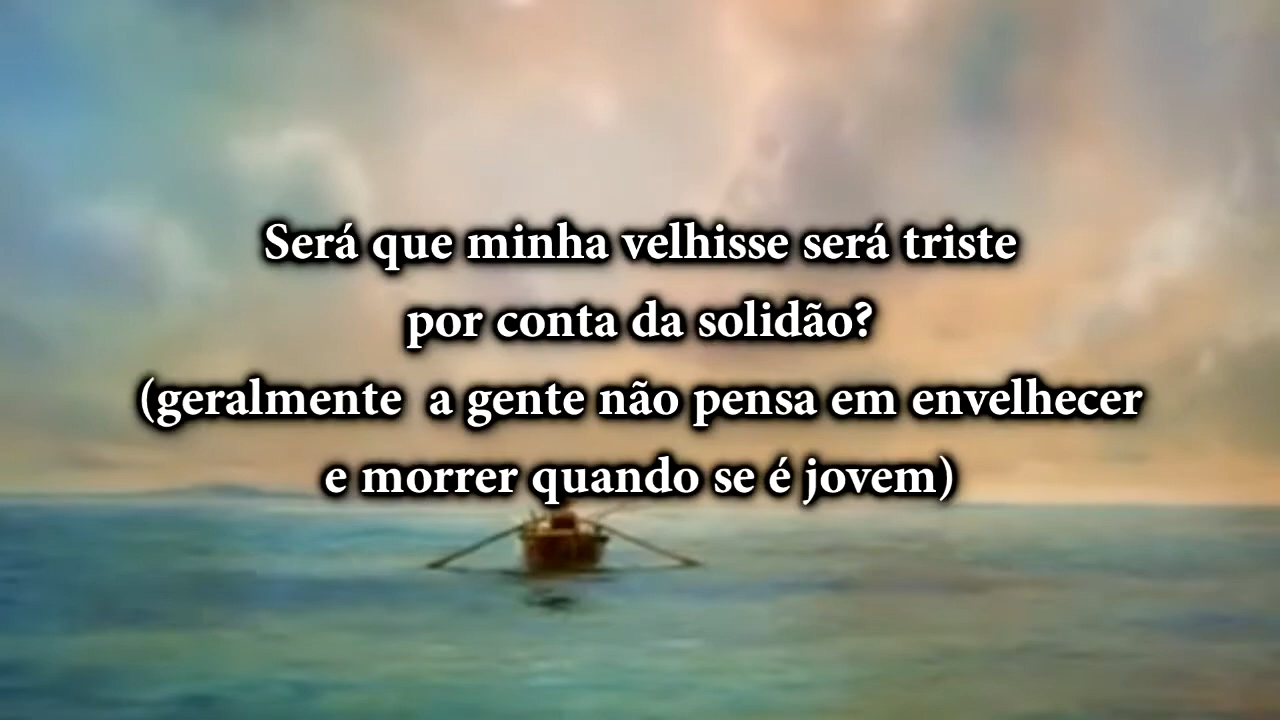 Será que minha velhisse será triste
por conta da solidão?
(geralmente  a gente não pensa em envelhecer
e morrer quando se é jovem)